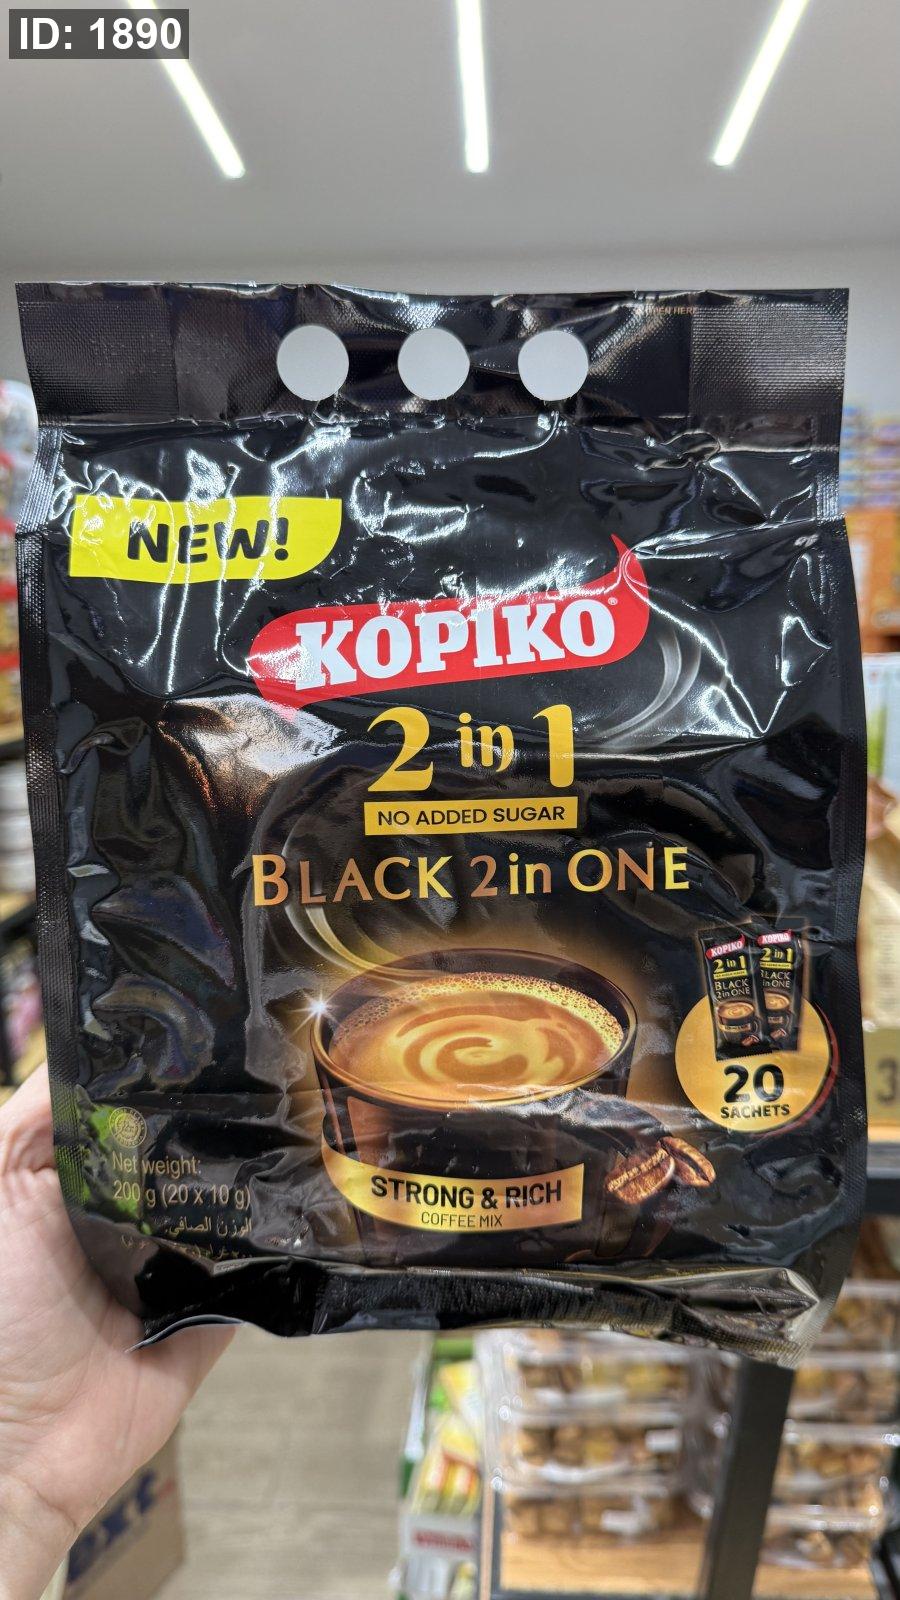 ID: 1890
NEW!
KOPIKO®
2 in 1
NO ADDED SUGAR
BLACK 2 in ONE
KOPIKO KOPIKO
2 in 1 2 in 1
BLACK BLACK
2 in ONE 2 in ONE
20
SACHETS
Net weight:
200 g (20 x 10 g)
الوزن الصافي:
STRONG & RICH
COFFEE MIX